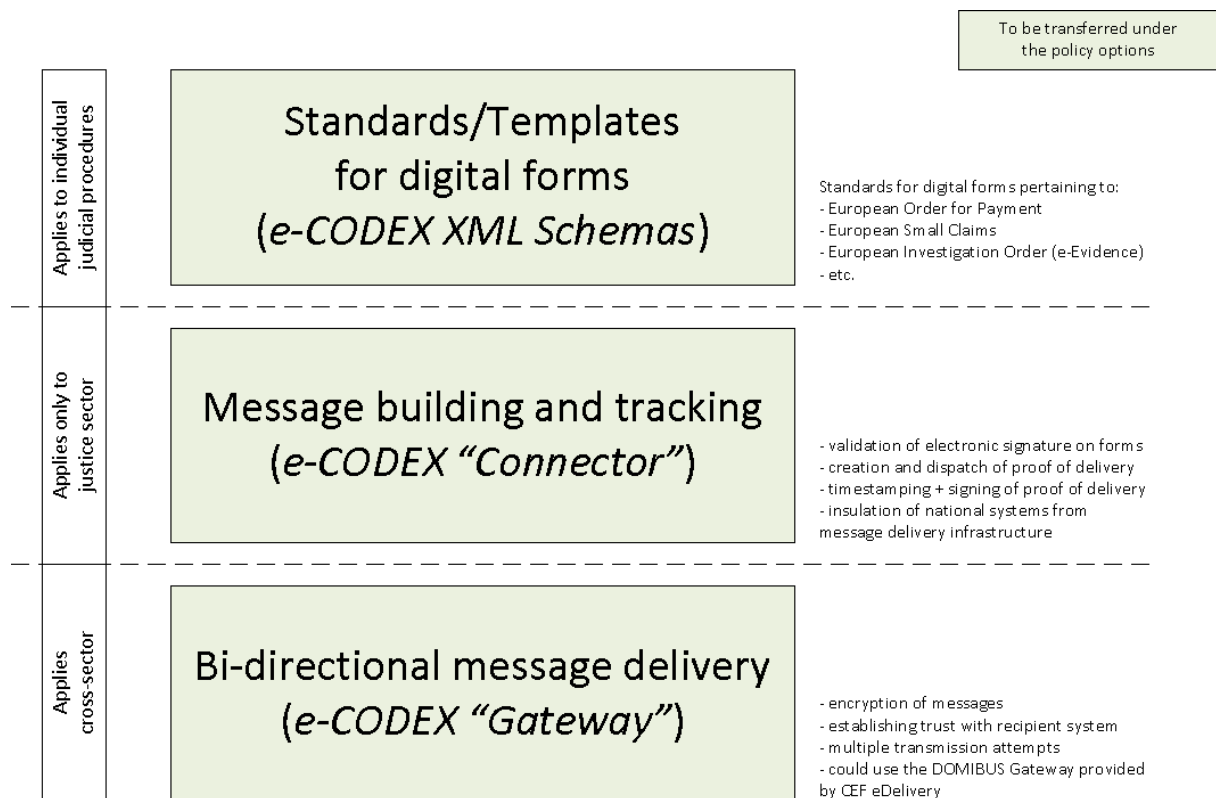 To be transferred under
the policy options
Applies to individual
judicial procedures
Standards/Templates
for digital forms
(e-CODEX XML Schemas)
Standards for digital forms pertaining to:
- European Order for Payment
- European Small Claims
- European Investigation Order (e-Evidence)
- etc.
Applies only to
justice sector
Message building and tracking
(e-CODEX “Connector”)
- validation of electronic signature on forms
- creation and dispatch of proof of delivery
- timestamping + signing of proof of delivery
- insulation of national systems from
message delivery infrastructure
Applies
cross-sector
Bi-directional message delivery
(e-CODEX “Gateway”)
- encryption of messages
- establishing trust with recipient system
- multiple transmission attempts
- could use the DOMIBUS Gateway provided
by CEF eDelivery